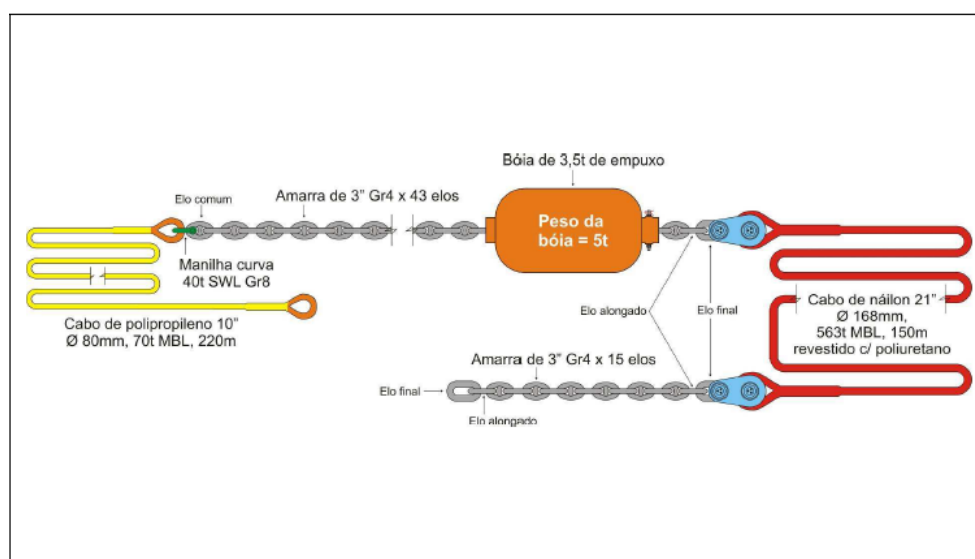 Bóia de 3,5t de empuxo
Elo comum
Amarra de 3” Gr4 x 43 elos
Peso da
bóia = 5t
Manilha curva
40t SWL Gr8
Cabo de polipropileno 10”
Ø 80mm, 70t MBL, 220m
Elo alongado
Elo final
Cabo de náilon 21”
Ø 168mm,
563t MBL, 150m
revestido c/ poliuretano
Amarra de 3” Gr4 x 15 elos
Elo final
Elo alongado